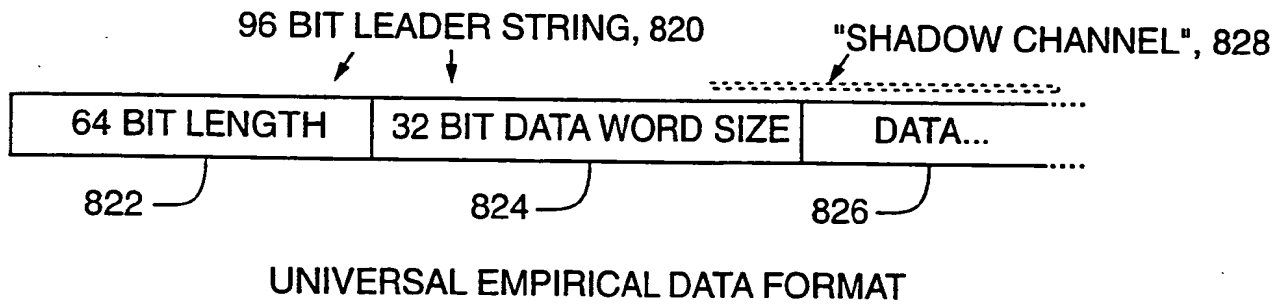 96 BIT LEADER STRING, 820
"SHADOW CHANNEL", 828
64 BIT LENGTH
32 BIT DATA WORD SIZE
DATA...
822
824
826
UNIVERSAL EMPIRICAL DATA FORMAT